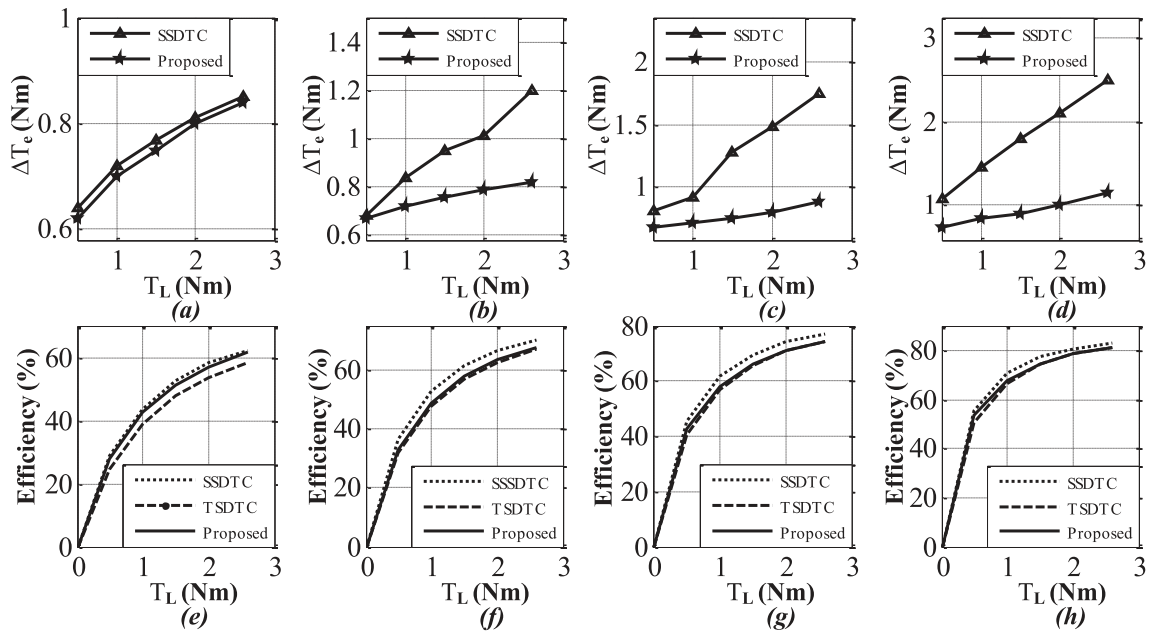 1
0.8
0.6
ΔTe (Nm)
SSDTC
Proposed
1 2 3
TL (Nm)
(a)
1.4
1.2
1
0.8
0.6
ΔTe (Nm)
SSDTC
Proposed
1 2 3
TL (Nm)
(b)
2
1.5
1
ΔTe (Nm)
SSDTC
Proposed
1 2 3
TL (Nm)
(c)
3
2
1
ΔTe (Nm)
SSDTC
Proposed
1 2 3
TL (Nm)
(d)
60
40
20
0
Efficiency (%)
SSDTC
TSDTC
Proposed
0 1 2 3
TL (Nm)
(e)
60
40
20
0
Efficiency (%)
SSSDTC
TSDTC
Proposed
0 1 2 3
TL (Nm)
(f)
80
60
40
20
0
Efficiency (%)
SSDTC
TSDTC
Proposed
0 1 2 3
TL (Nm)
(g)
80
60
40
20
0
Efficiency (%)
SSDTC
TSDTC
Proposed
0 1 2 3
TL (Nm)
(h)